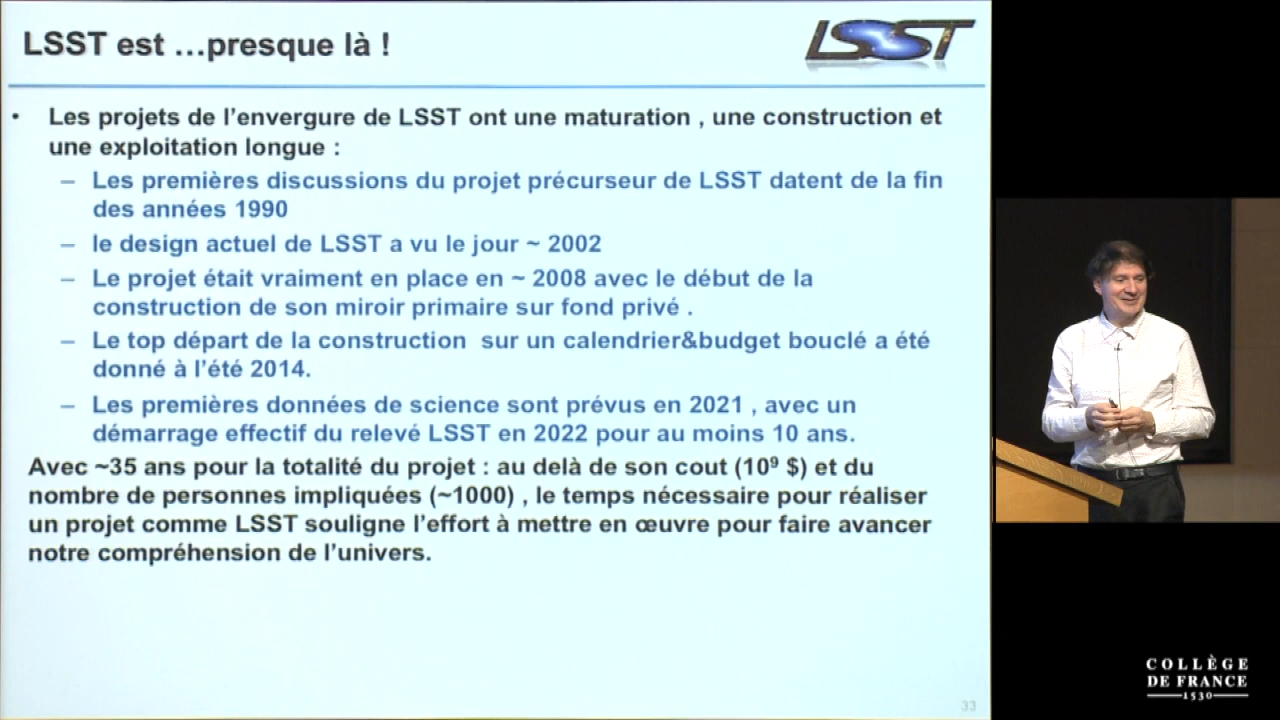 LSST est …presque là !
LSST
• Les projets de l’envergure de LSST ont une maturation , une construction et
une exploitation longue :
– Les premières discussions du projet précurseur de LSST datent de la fin
des années 1990
– le design actuel de LSST a vu le jour ~ 2002
– Le projet était vraiment en place en ~ 2008 avec le début de la
construction de son miroir primaire sur fond privé .
– Le top départ de la construction  sur un calendrier&budget bouclé a été
donné à l’été 2014.
– Les premières données de science sont prévus en 2021 , avec un
démarrage effectif du relevé LSST en 2022 pour au moins 10 ans.
Avec ~35 ans pour la totalité du projet : au delà de son cout (10⁹ $) et du
nombre de personnes impliquées (~1000) , le temps nécessaire pour réaliser
un projet comme LSST souligne l’effort à mettre en œuvre pour faire avancer
notre compréhension de l’univers.
33
COLLÈGE
DE FRANCE
1530